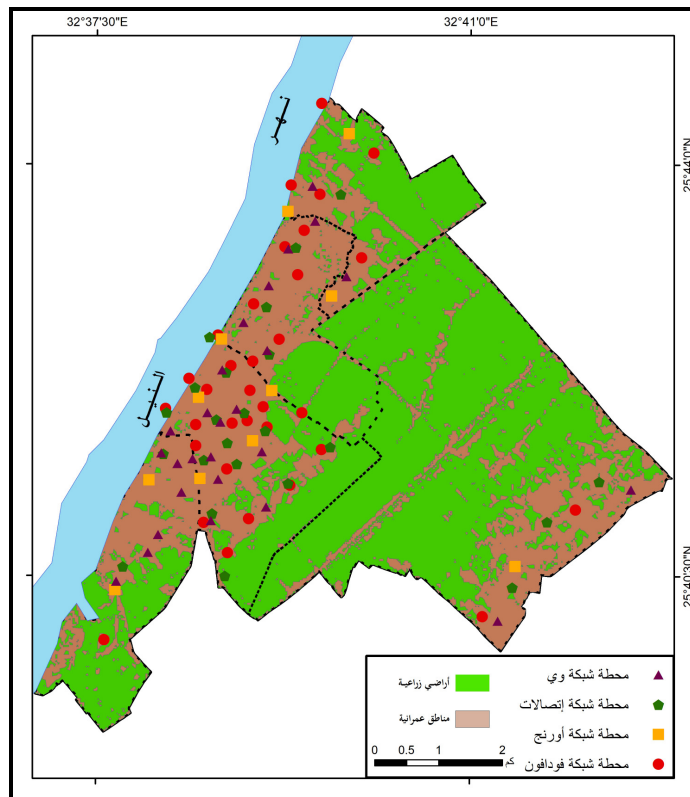 32°37'30"E
32°41'0"E
25°44'0"N
25°40'30"N
نهر
النيل
أراضي زراعية
مناطق عمرانية
محطة شبكة وي
محطة شبكة إتصالات
محطة شبكة أورنج
محطة شبكة فودافون
0 0.5 1 2
كم